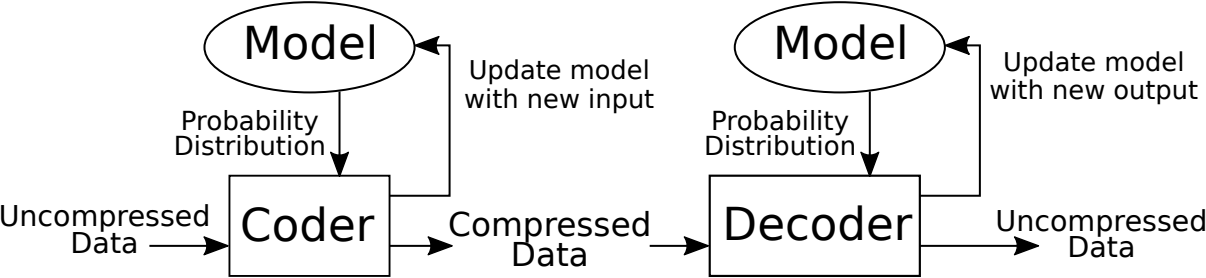 Model
Update model
with new input
Probability
Distribution
Uncompressed
Data
Coder
Compressed
Data
Model
Update model
with new output
Probability
Distribution
Decoder
Uncompressed
Data